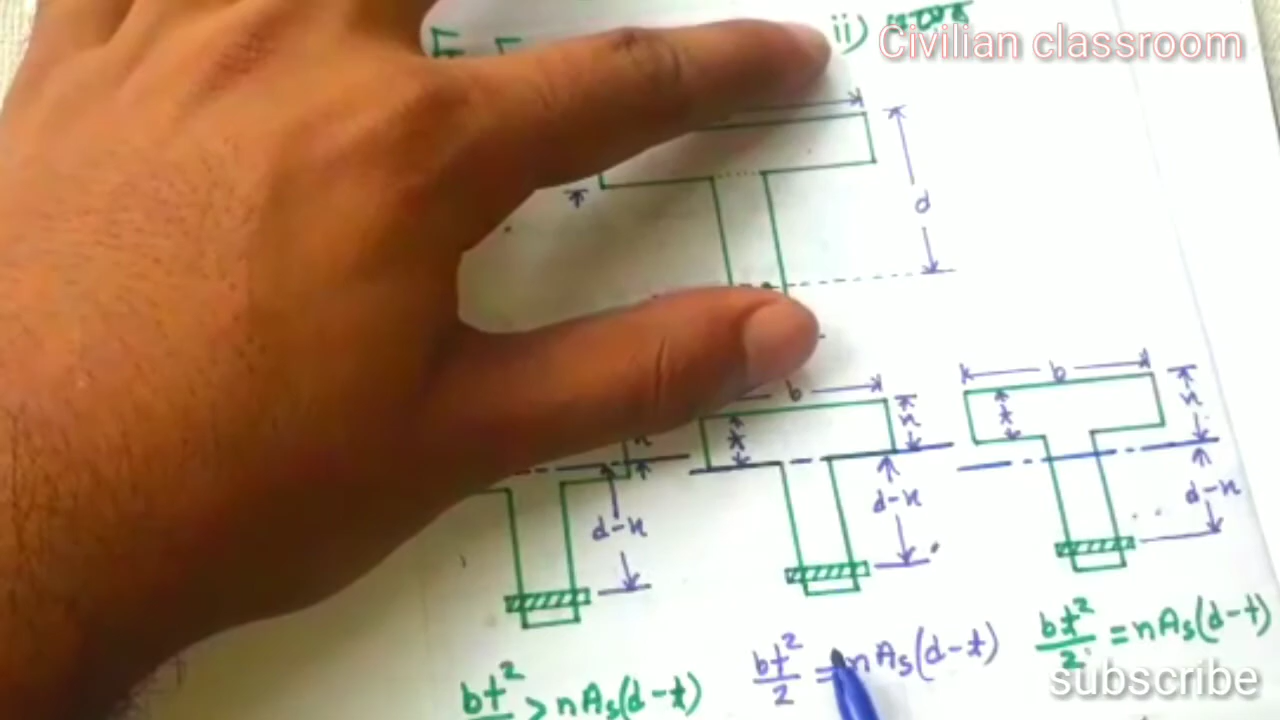 ii)
Civilian classroom
d
b
x
t
d-x
b
x
t
d-x
x
d-x
bt²/2 > nAs(d-t)
bt²/2 = nAs(d-t)
bt²/2 = nAs(d-t)
subscribe